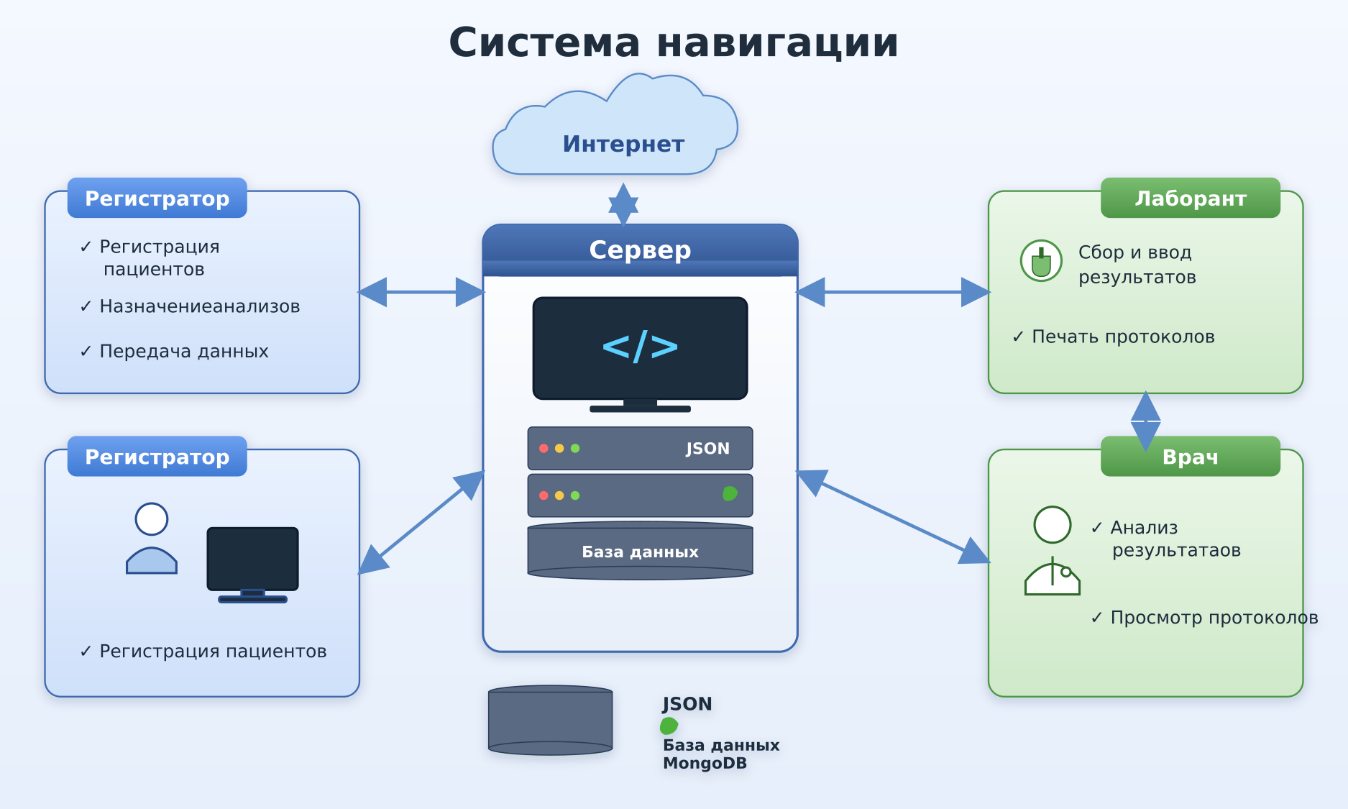 Система навигации
Интернет
Регистратор
✓ Регистрация
пациентов
✓ Назначениеанализов
✓ Передача данных
Сервер
</>
JSON
База данных
Лаборант
Сбор и ввод
результатов
✓ Печать протоколов
Регистратор
✓ Регистрация пациентов
Врач
✓ Анализ
результатаов
✓ Просмотр протоколов
JSON
База данных
MongoDB